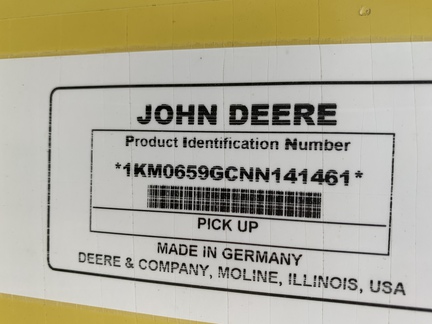 JOHN DEERE
Product Identification Number
*1KM0659GCNN141461*
PICK UP
MADE IN GERMANY
DEERE & COMPANY, MOLINE, ILLINOIS, USA